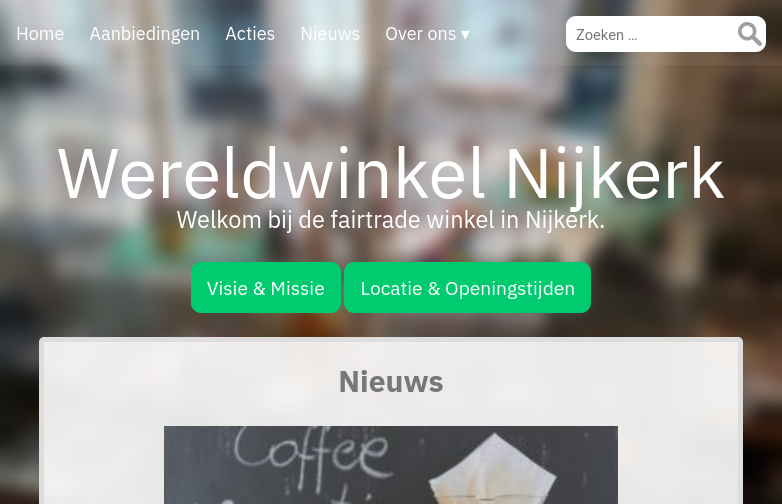 Home Aanbiedingen Acties Nieuws Over ons ▾ Zoeken ...
Wereldwinkel Nijkerk
Welkom bij de fairtrade winkel in Nijkerk.
Visie & Missie Locatie & Openingstijden
Nieuws
Coffee